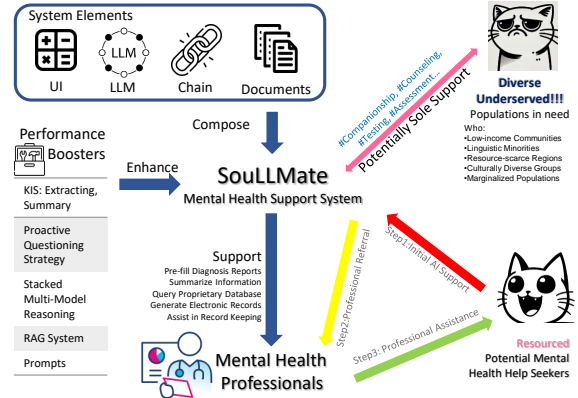 System Elements
LLM
UI
LLM
Chain
Documents
Compose
#Companionship, #Counseling,
#Testing, #Assessment...
Potentially Sole Support
Diverse
Underserved!!!
Populations in need
Who:
•Low-income Communities
•Linguistic Minorities
•Resource-scarce Regions
•Culturally Diverse Groups
•Marginalized Populations
Performance
Boosters
Enhance
KIS: Extracting,
Summary
Proactive
Questioning
Strategy
Stacked
Multi-Model
Reasoning
RAG System
Prompts
SouLLMate
Mental Health Support System
Support
Pre-fill Diagnosis Reports
Summarize Information
Query Proprietary Database
Generate Electronic Records
Assist in Record Keeping
Step1:Initial AI Support
Step2:Professional Referral
Step3: Professional Assistance
Mental Health
Professionals
Resourced
Potential Mental
Health Help Seekers